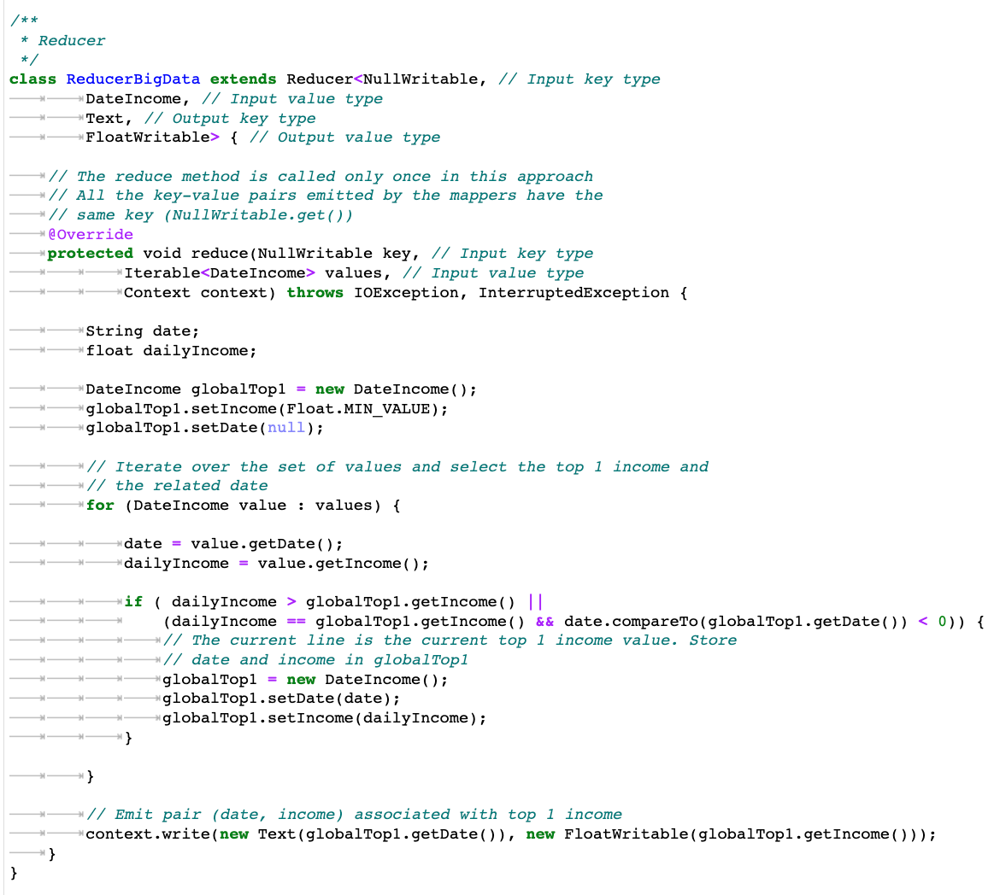 /**
 * Reducer
 */
class ReducerBigData extends Reducer<NullWritable, // Input key type
		DateIncome, // Input value type
		Text, // Output key type
		FloatWritable> { // Output value type

	// The reduce method is called only once in this approach
	// All the key-value pairs emitted by the mappers have the
	// same key (NullWritable.get())
	@Override
	protected void reduce(NullWritable key, // Input key type
			Iterable<DateIncome> values, // Input value type
			Context context) throws IOException, InterruptedException {

		String date;
		float dailyIncome;

		DateIncome globalTop1 = new DateIncome();
		globalTop1.setIncome(Float.MIN_VALUE);
		globalTop1.setDate(null);

		// Iterate over the set of values and select the top 1 income and
		// the related date
		for (DateIncome value : values) {

			date = value.getDate();
			dailyIncome = value.getIncome();

			if ( dailyIncome > globalTop1.getIncome() ||
			    (dailyIncome == globalTop1.getIncome() && date.compareTo(globalTop1.getDate()) < 0)) {
				// The current line is the current top 1 income value. Store
				// date and income in globalTop1
				globalTop1 = new DateIncome();
				globalTop1.setDate(date);
				globalTop1.setIncome(dailyIncome);
			}

		}

		// Emit pair (date, income) associated with top 1 income
		context.write(new Text(globalTop1.getDate()), new FloatWritable(globalTop1.getIncome()));
	}
}